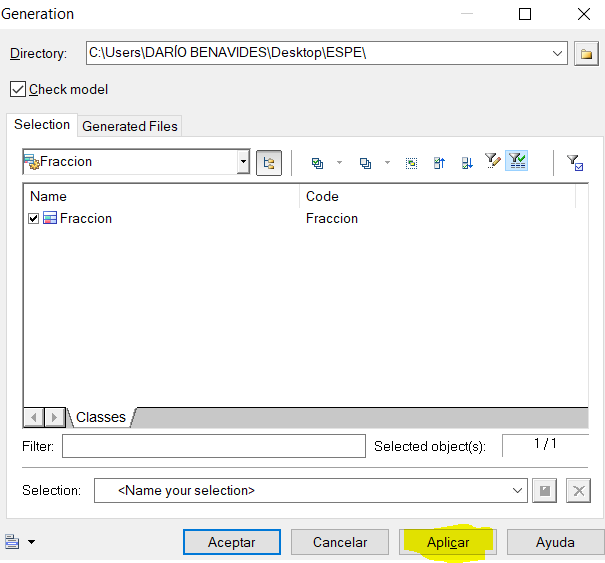 Generation
Directory: C:\Users\DARÍO BENAVIDES\Desktop\ESPE\
Check model
Selection Generated Files
Fraccion
Name Code
Fraccion Fraccion
Classes
Filter: Selected object(s): 1 / 1
Selection: <Name your selection>
Aceptar Cancelar Aplicar Ayuda